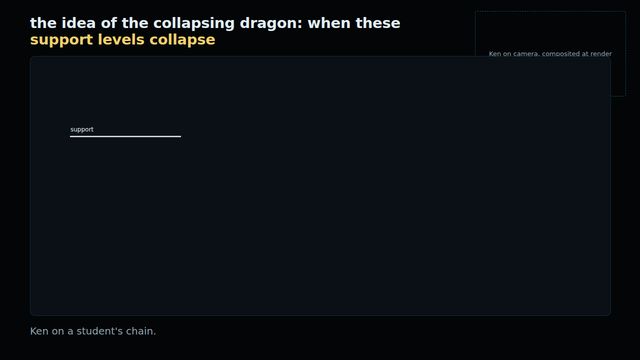 the idea of the collapsing dragon: when these
support levels collapse
Ken on camera, composited at render
support
Ken on a student's chain.